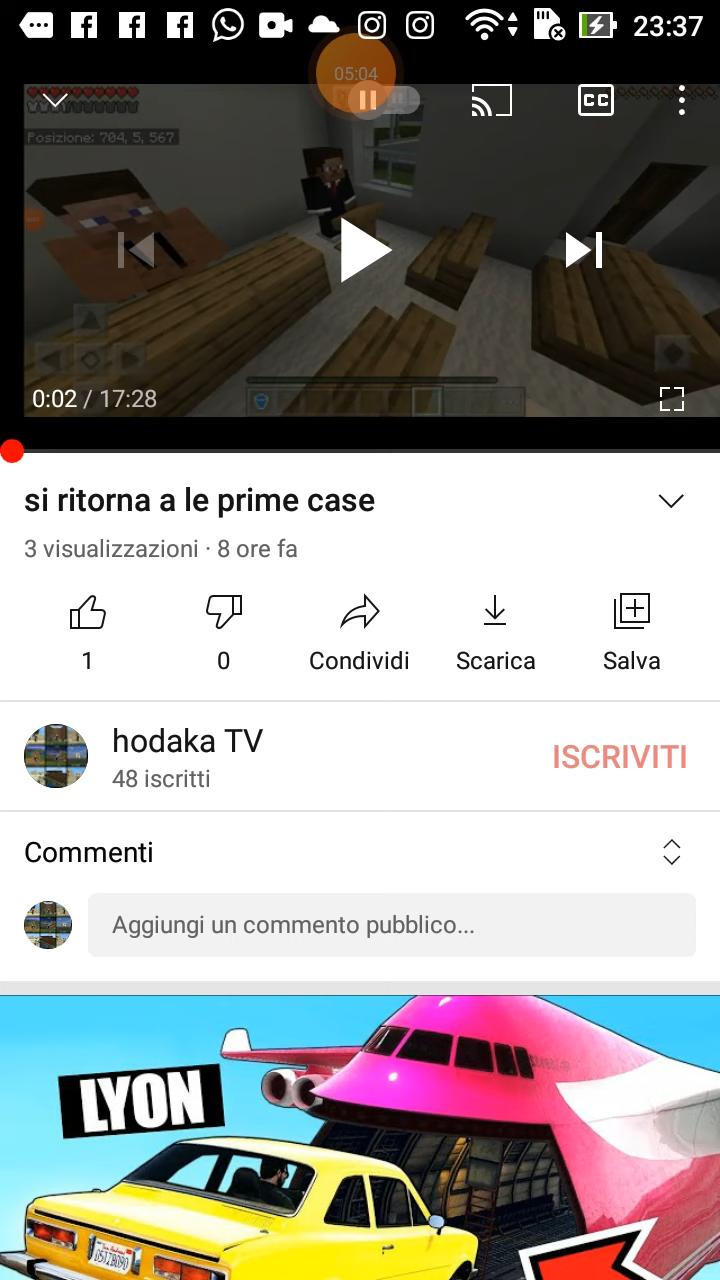 23:37
05:04
CC
Posizione: 704, 5, 567
0:02 / 17:28
si ritorna a le prime case
3 visualizzazioni · 8 ore fa
1
0
Condividi
Scarica
Salva
hodaka TV
ISCRIVITI
48 iscritti
Commenti
Aggiungi un commento pubblico...
LYON